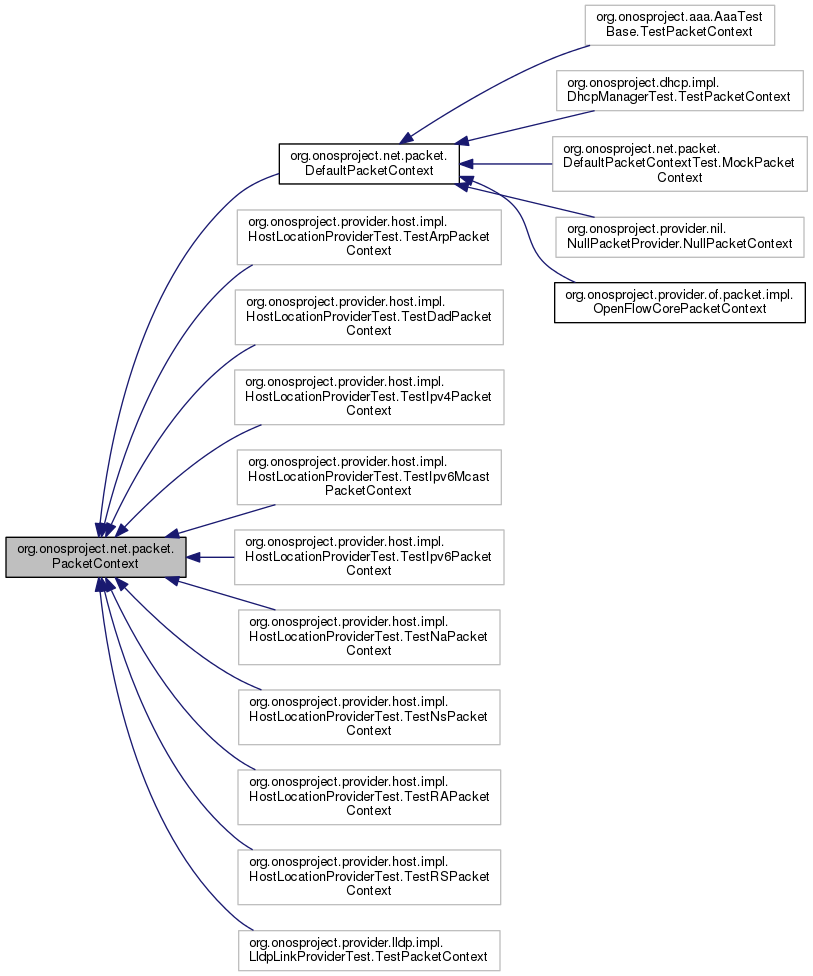 org.onosproject.aaa.AaaTest
Base.TestPacketContext
org.onosproject.dhcp.impl.
DhcpManagerTest.TestPacketContext
org.onosproject.net.packet.
DefaultPacketContext
org.onosproject.net.packet.
DefaultPacketContextTest.MockPacket
Context
org.onosproject.provider.nil.
NullPacketProvider.NullPacketContext
org.onosproject.provider.of.packet.impl.
OpenFlowCorePacketContext
org.onosproject.provider.host.impl.
HostLocationProviderTest.TestArpPacket
Context
org.onosproject.provider.host.impl.
HostLocationProviderTest.TestDadPacket
Context
org.onosproject.provider.host.impl.
HostLocationProviderTest.TestIpv4Packet
Context
org.onosproject.provider.host.impl.
HostLocationProviderTest.TestIpv6Mcast
PacketContext
org.onosproject.net.packet.
PacketContext
org.onosproject.provider.host.impl.
HostLocationProviderTest.TestIpv6Packet
Context
org.onosproject.provider.host.impl.
HostLocationProviderTest.TestNaPacket
Context
org.onosproject.provider.host.impl.
HostLocationProviderTest.TestNsPacket
Context
org.onosproject.provider.host.impl.
HostLocationProviderTest.TestRAPacket
Context
org.onosproject.provider.host.impl.
HostLocationProviderTest.TestRSPacket
Context
org.onosproject.provider.lldp.impl.
LldpLinkProviderTest.TestPacketContext